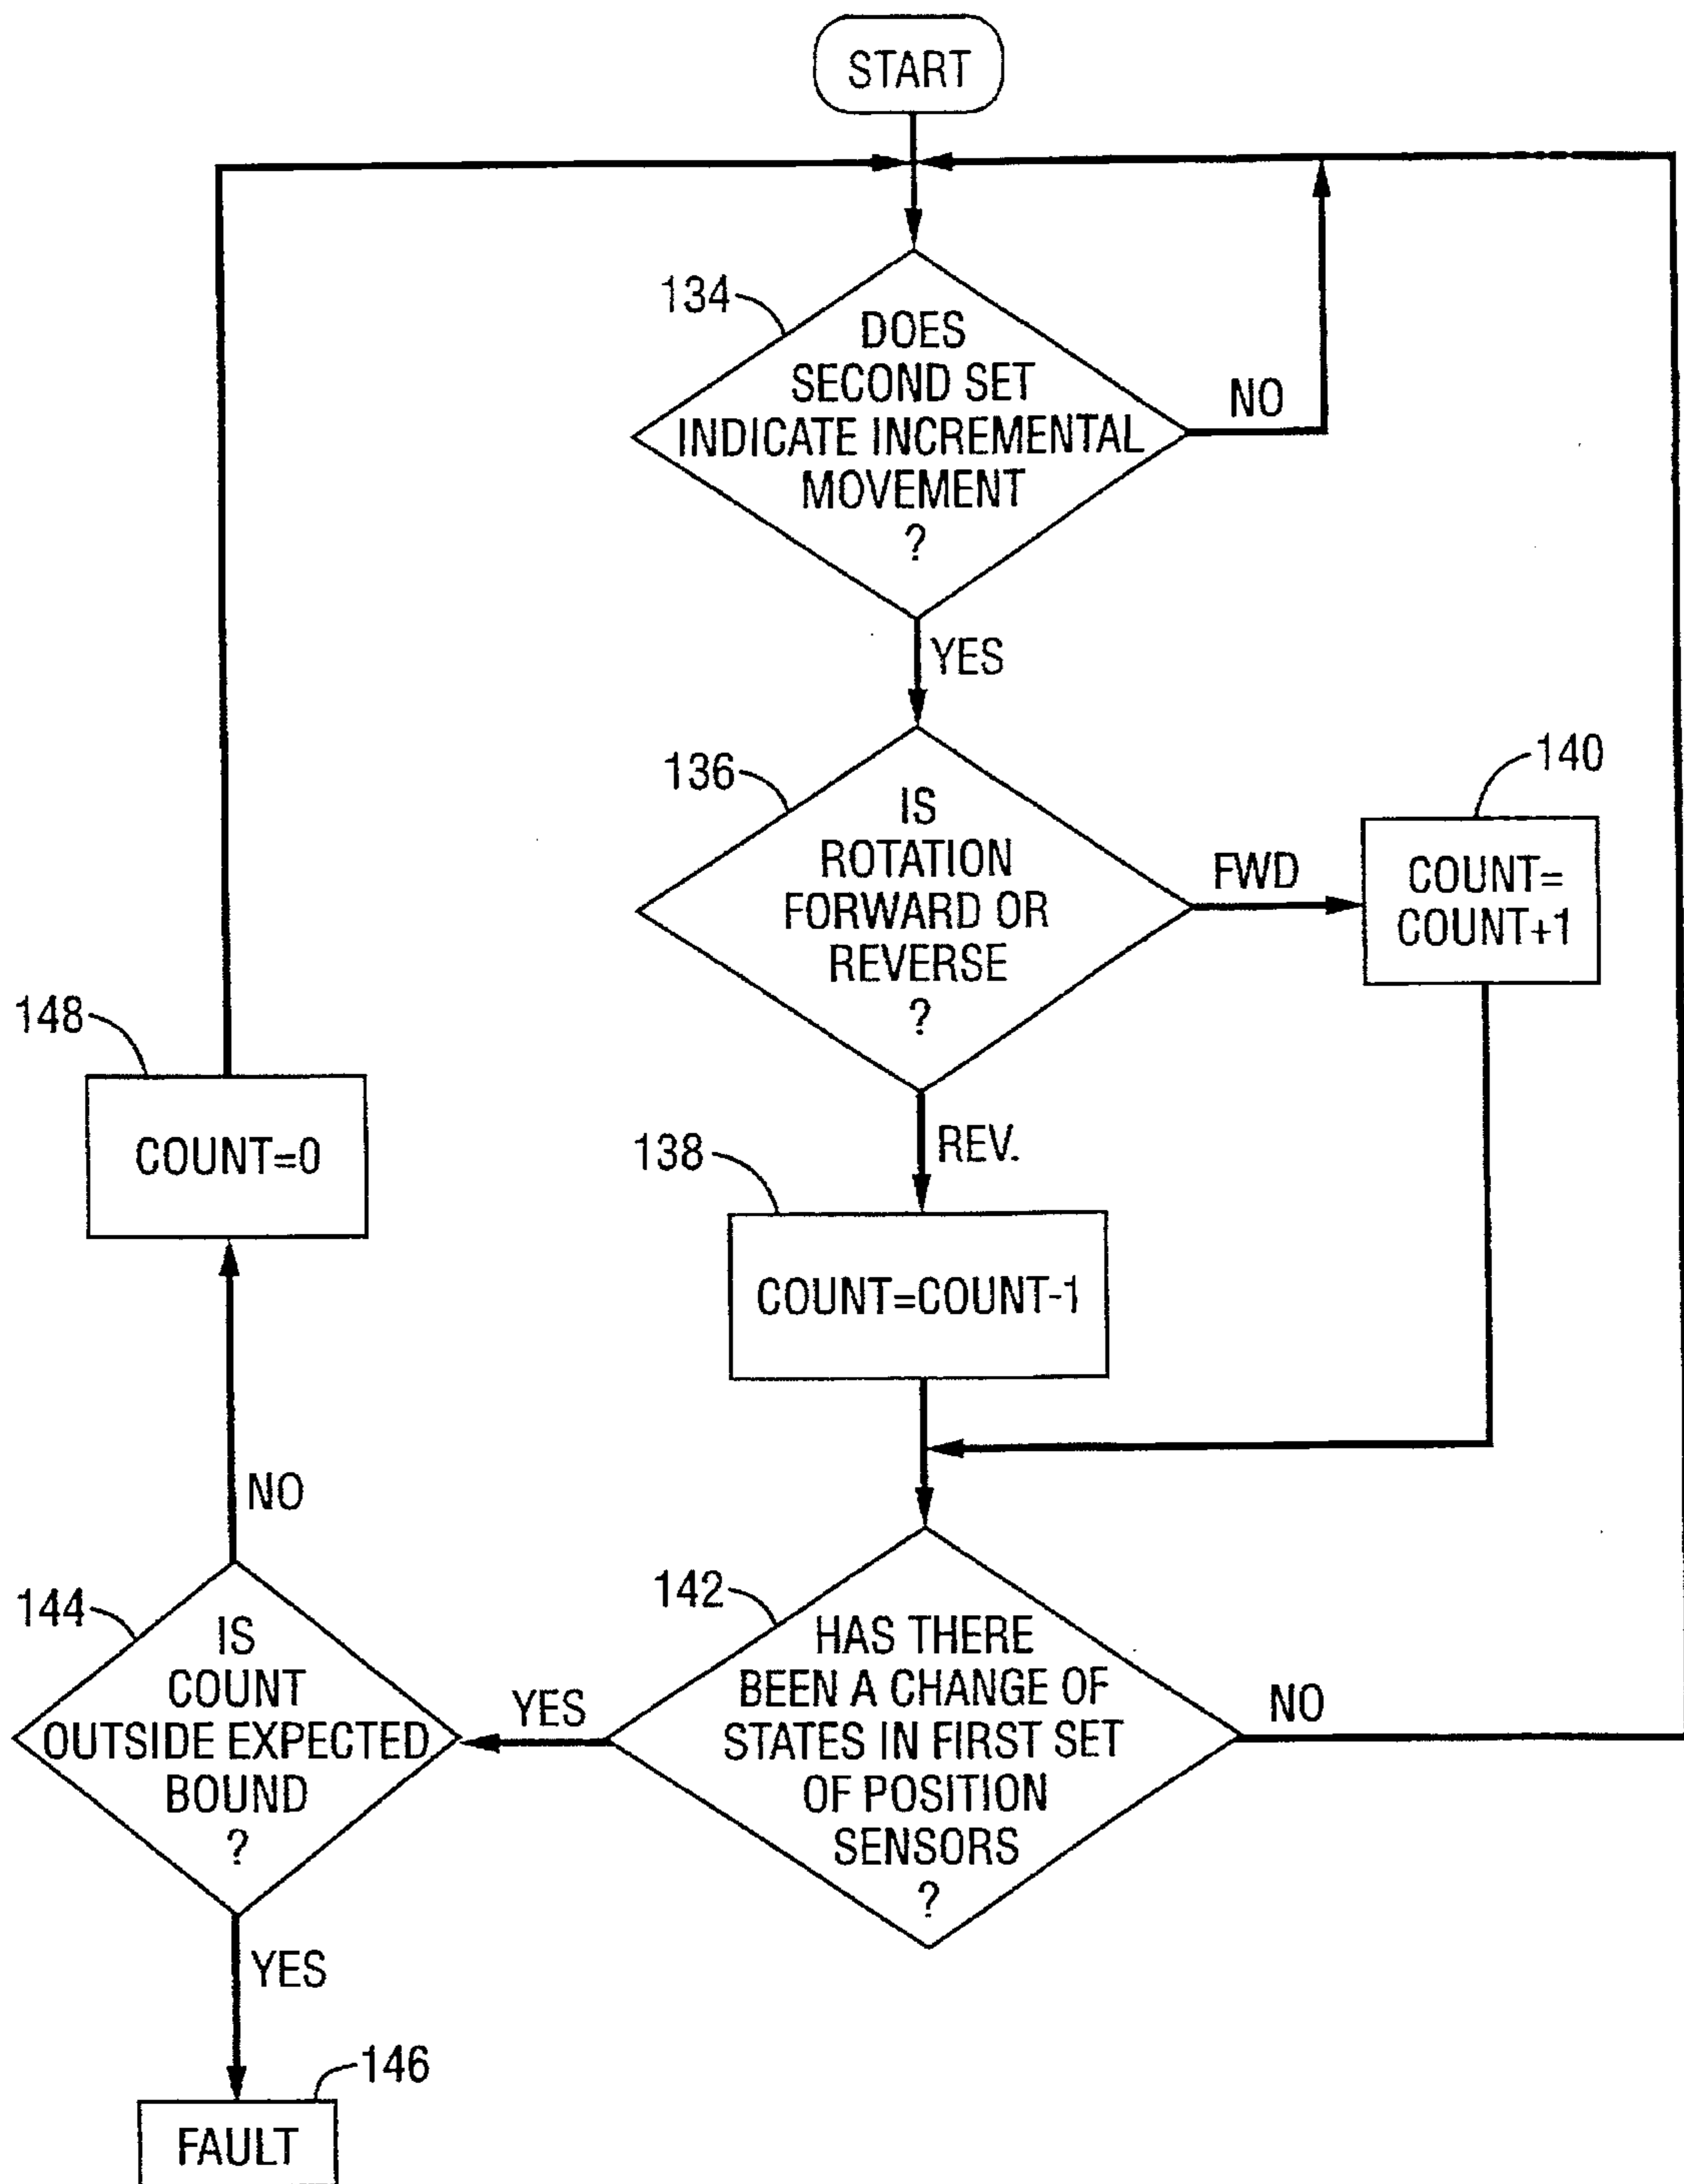 START
134
DOES
SECOND SET
INDICATE INCREMENTAL
MOVEMENT
?
NO
YES
136
IS
ROTATION
FORWARD OR
REVERSE
?
FWD
140
COUNT=
COUNT+1
REV.
138
COUNT=COUNT-1
148
COUNT=0
NO
142
HAS THERE
BEEN A CHANGE OF
STATES IN FIRST SET
OF POSITION
SENSORS
?
NO
YES
144
IS
COUNT
OUTSIDE EXPECTED
BOUND
?
YES
146
FAULT